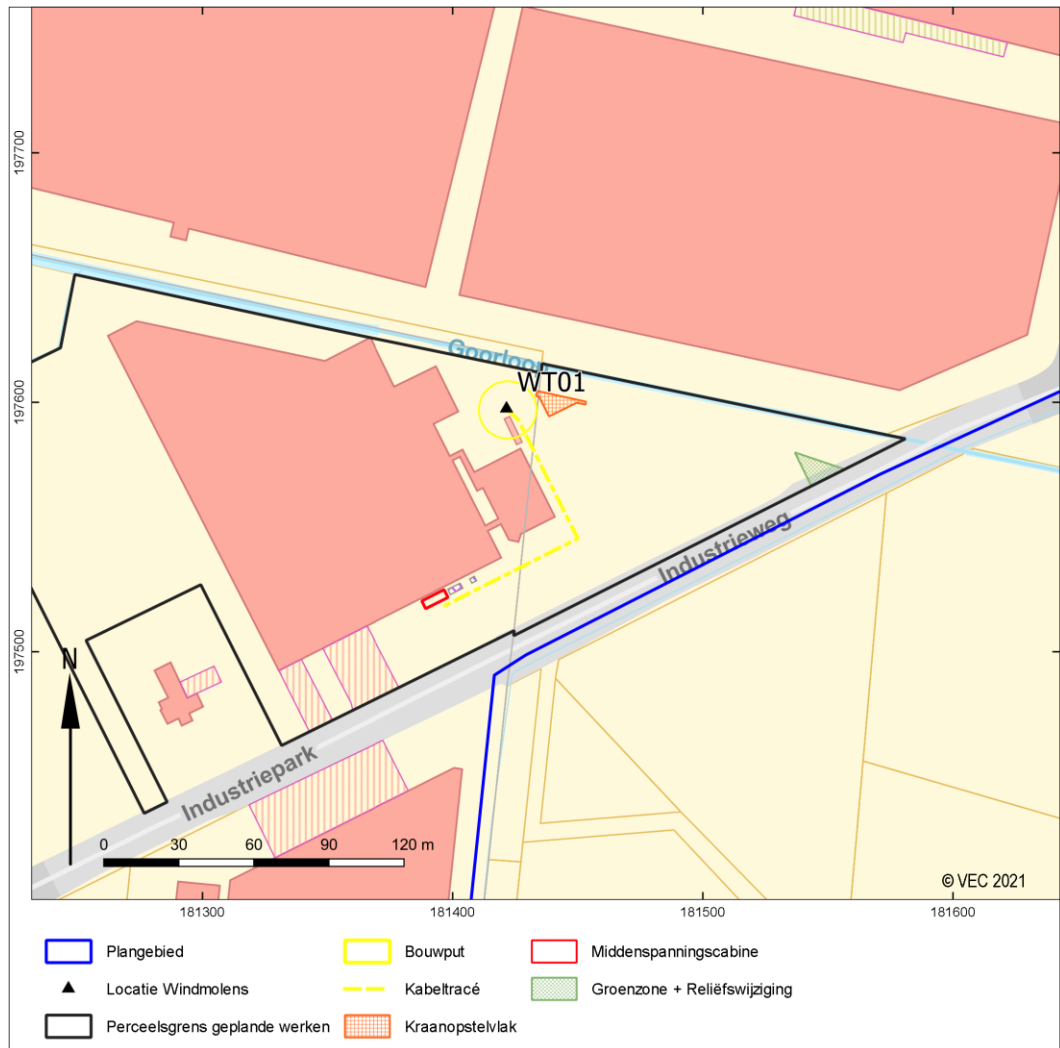 197700
Goorloop
WT01
197600
Industrieweg
197500
N
Industriepark
0 30 60 90 120 m
© VEC 2021
181300 181400 181500 181600
Plangebied
Bouwput
Middenspanningscabine
Locatie Windmolens
Kabeltracé
Groenzone + Reliëfswijziging
Perceelsgrens geplande werken
Kraanopstelvlak